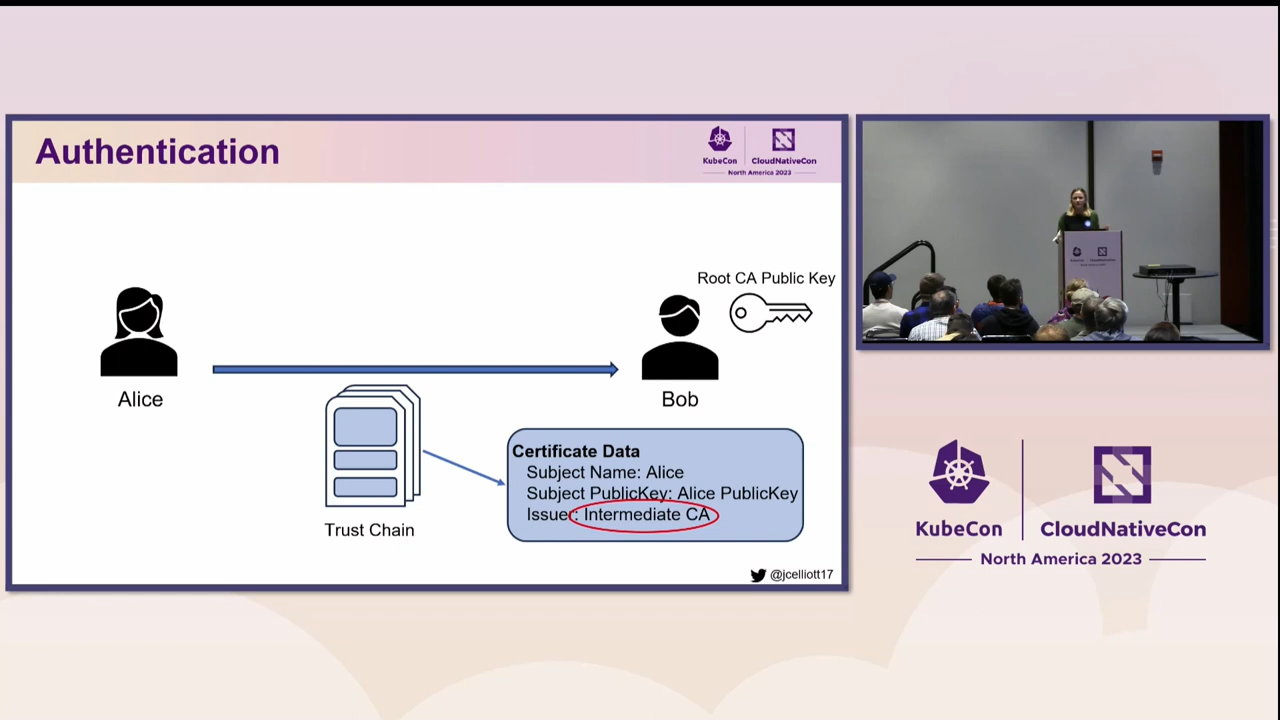 Authentication
KubeCon
CloudNativeCon
North America 2023
Root CA Public Key
Alice
Bob
Certificate Data
Subject Name: Alice
Subject PublicKey: Alice PublicKey
Issuer: Intermediate CA
Trust Chain
@jcelliott17
KubeCon
CloudNativeCon
North America 2023